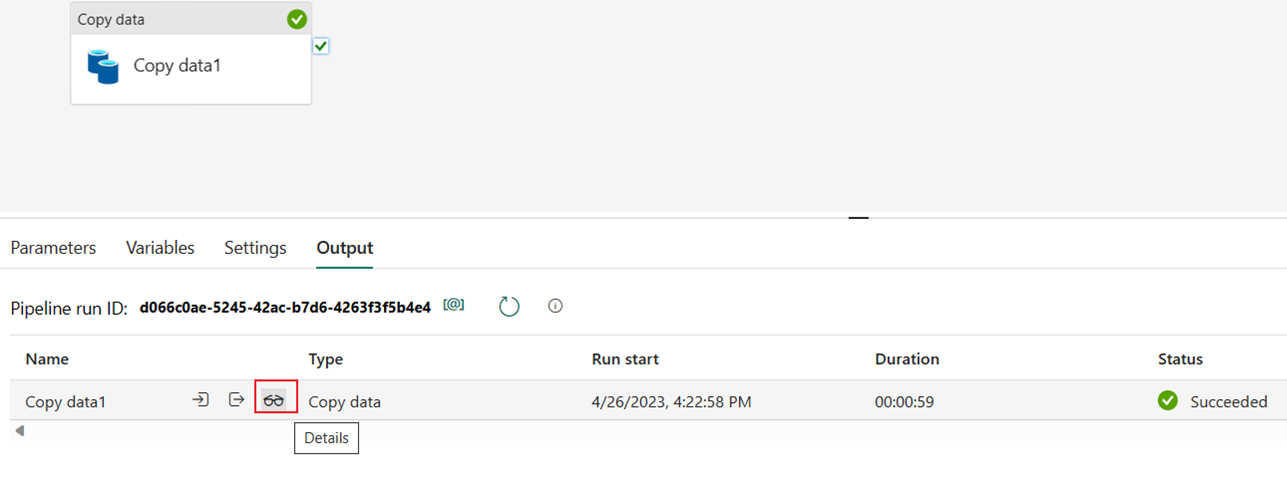 Copy data
Copy data1
Parameters Variables Settings Output
Pipeline run ID: d066c0ae-5245-42ac-b7d6-4263f3f5b4e4 [@]
Name Type Run start Duration Status
Copy data1 Copy data 4/26/2023, 4:22:58 PM 00:00:59 Succeeded
Details